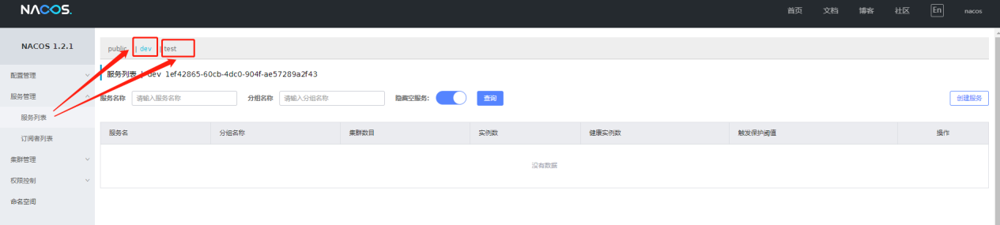 NACOS. 首页 文档 博客 社区 En nacos
NACOS 1.2.1
public | dev | test
配置管理
服务列表 | dev 1ef42865-60cb-4dc0-904f-ae57289a2f43
服务管理
服务名称 请输入服务名称 分组名称 请输入分组名称 隐藏空服务: 查询 创建服务
服务列表
服务名 分组名称 集群数目 实例数 健康实例数 触发保护阈值 操作
订阅者列表
集群管理
没有数据
权限控制
命名空间